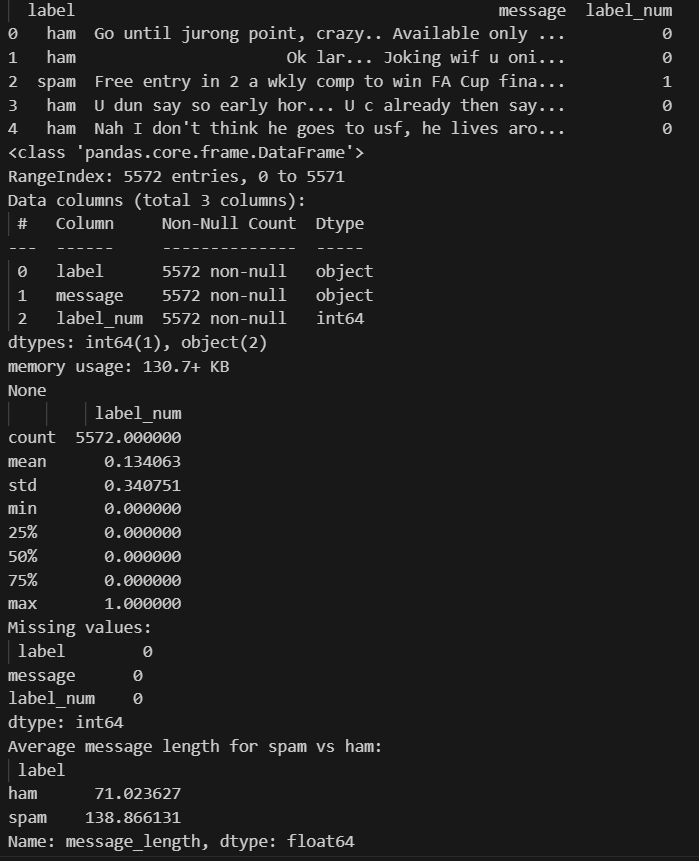 label                                            message  label_num
0   ham  Go until jurong point, crazy.. Available only ...          0
1   ham                      Ok lar... Joking wif u oni...          0
2  spam  Free entry in 2 a wkly comp to win FA Cup fina...          1
3   ham  U dun say so early hor... U c already then say...          0
4   ham  Nah I don't think he goes to usf, he lives aro...          0
<class 'pandas.core.frame.DataFrame'>
RangeIndex: 5572 entries, 0 to 5571
Data columns (total 3 columns):
 #   Column     Non-Null Count  Dtype
---  ------     --------------  -----
 0   label      5572 non-null   object
 1   message    5572 non-null   object
 2   label_num  5572 non-null   int64
dtypes: int64(1), object(2)
memory usage: 130.7+ KB
None
         label_num
count  5572.000000
mean      0.134063
std       0.340751
min       0.000000
25%       0.000000
50%       0.000000
75%       0.000000
max       1.000000
Missing values:
 label        0
message      0
label_num    0
dtype: int64
Average message length for spam vs ham:
 label
ham      71.023627
spam    138.866131
Name: message_length, dtype: float64